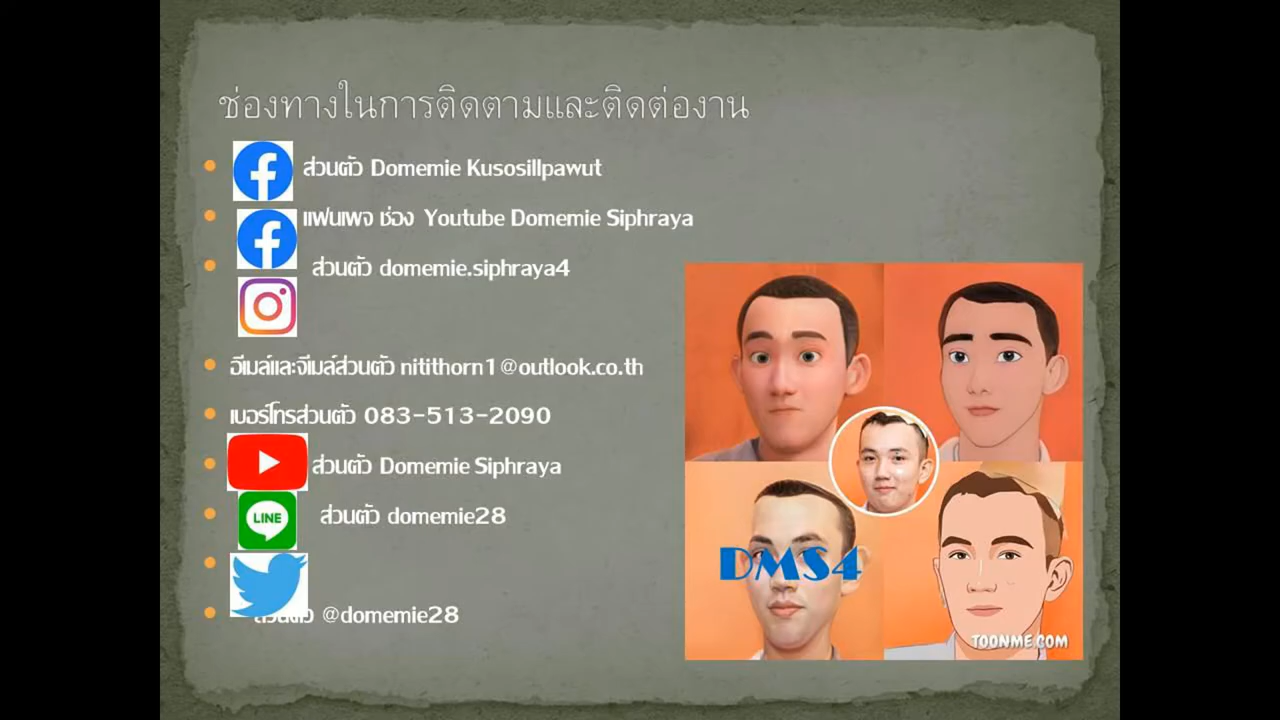 ช่องทางในการติดตามและติดต่องาน
ส่วนตัว Domemie Kusosillpawut
แฟนเพจ ช่อง Youtube Domemie Siphraya
ส่วนตัว domemie.siphraya4
อีเมล์และจีเมล์ส่วนตัว nitithorn1@outlook.co.th
เบอร์โทรส่วนตัว 083-513-2090
ส่วนตัว Domemie Siphraya
LINE
ส่วนตัว domemie28
ส่วนตัว @domemie28
DMS4
TOONME.COM